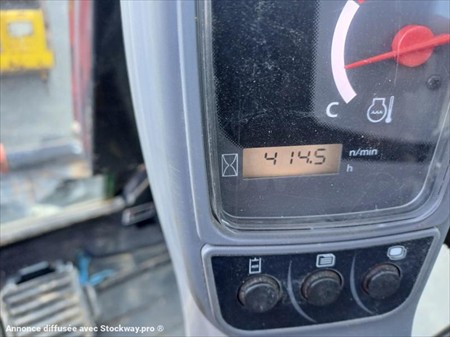 C
n/min
414.5
h
Annonce diffusée avec Stockway.pro ®